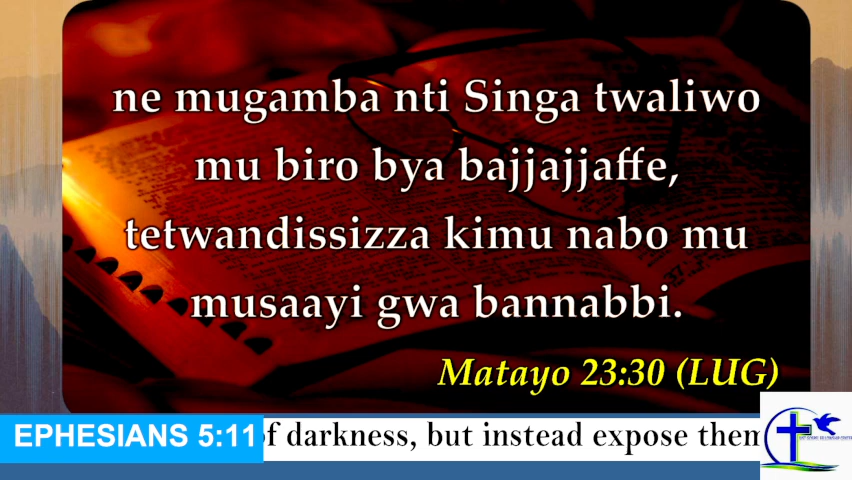 ne mugamba nti Singa twaliwo
mu biro bya bajjajjaffe,
tetwandissizza kimu nabo mu
musaayi gwa bannabbi.
Matayo 23:30 (LUG)
EPHESIANS 5:11
of darkness, but instead expose them